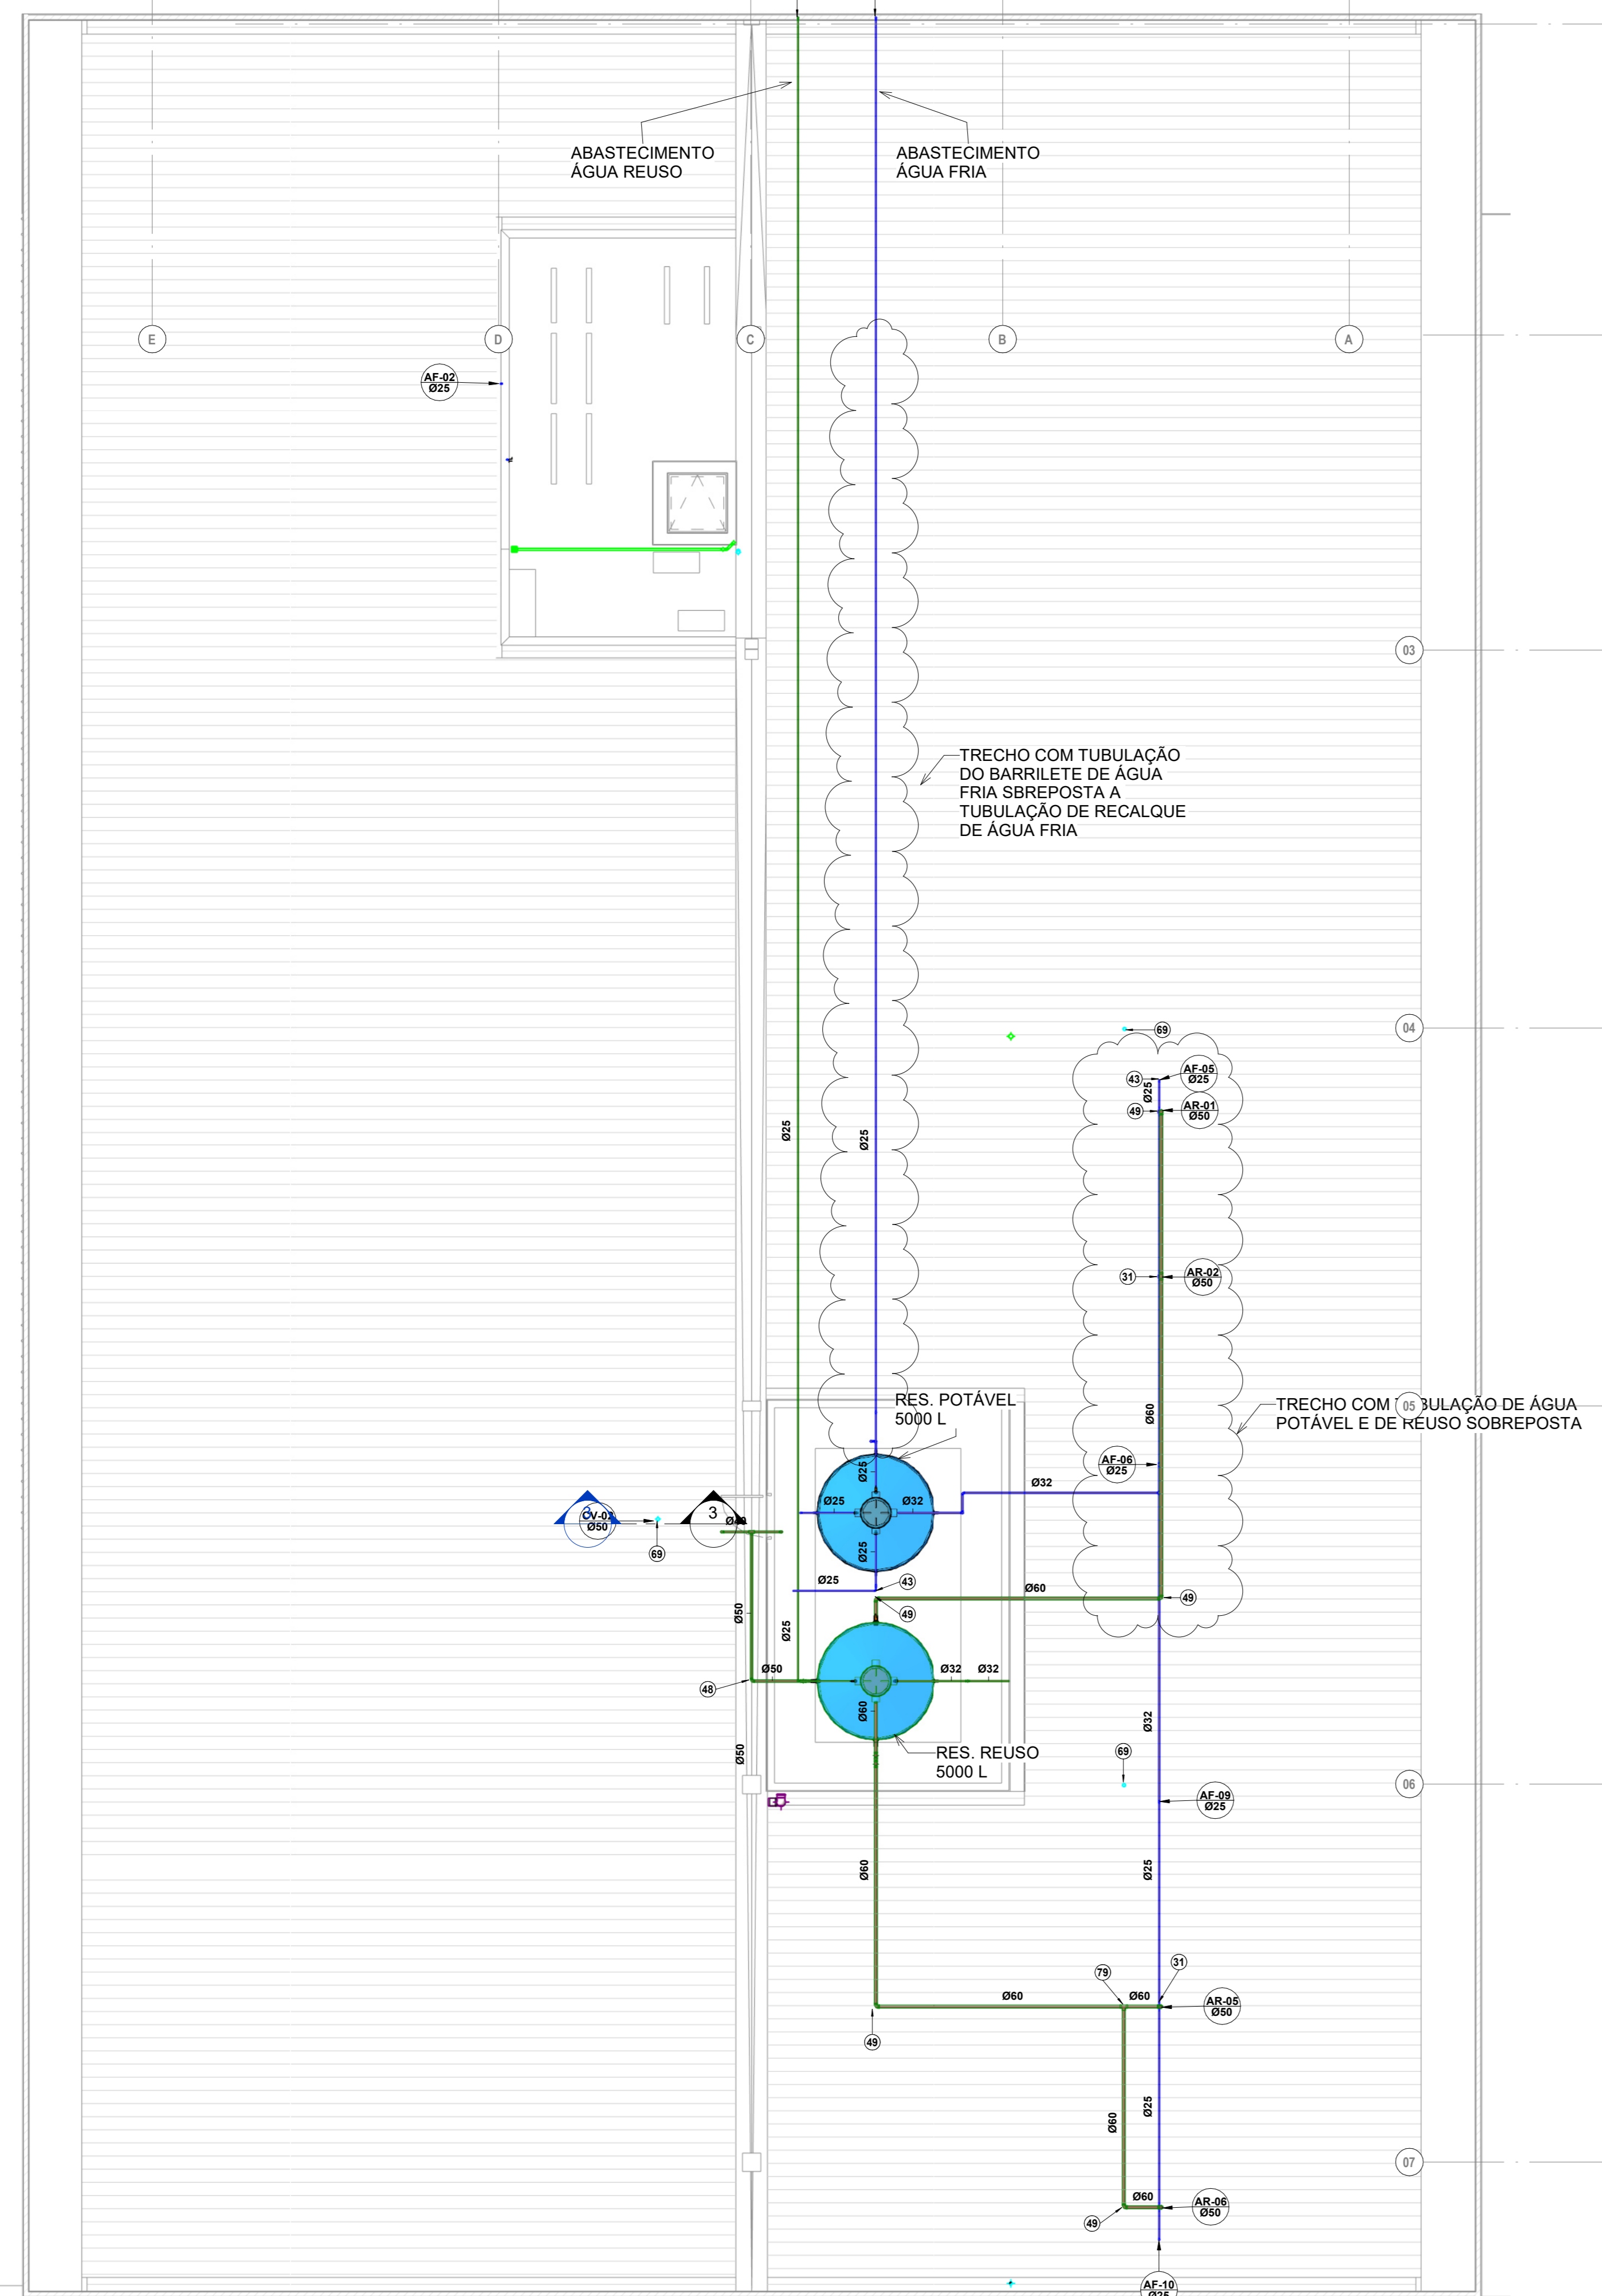 ABASTECIMENTO
ÁGUA REUSO
ABASTECIMENTO
ÁGUA FRIA
E
D
C
B
A
AF-02
Ø25
03
TRECHO COM TUBULAÇÃO
DO BARRILETE DE ÁGUA
FRIA SBREPOSTA A
TUBULAÇÃO DE RECALQUE
DE ÁGUA FRIA
04
69
43
AF-05
Ø25
Ø25
49
AR-01
Ø50
Ø25
Ø25
31
AR-02
Ø50
RES. POTÁVEL
5000 L
Ø60
05
TRECHO COM TUBULAÇÃO DE ÁGUA
POTÁVEL E DE REUSO SOBREPOSTA
AF-06
Ø25
Ø25
Ø32
Ø25
Ø32
Ø50
3
69
Ø25
Ø25
43
Ø60
49
49
Ø50
Ø25
Ø50
48
Ø32
Ø32
Ø60
Ø32
RES. REUSO
5000 L
Ø50
69
06
AF-09
Ø25
Ø60
Ø25
31
79
Ø60
Ø60
AR-05
Ø50
49
Ø60
Ø25
07
Ø60
AR-06
Ø50
49
AF-10
Ø25